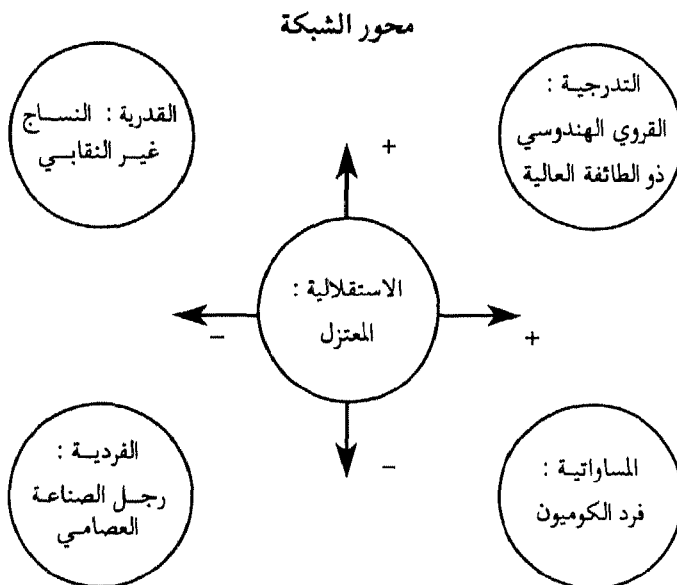 محور الشبكة
التدرجية :
القروي الهندوسي
ذو الطائفة العالية
القدرية : النساج
غير النقابي
+
الاستقلالية :
المعتزل
−
+
−
الفردية :
رجل الصناعة
العصامي
المساواتية :
فرد الكوميون